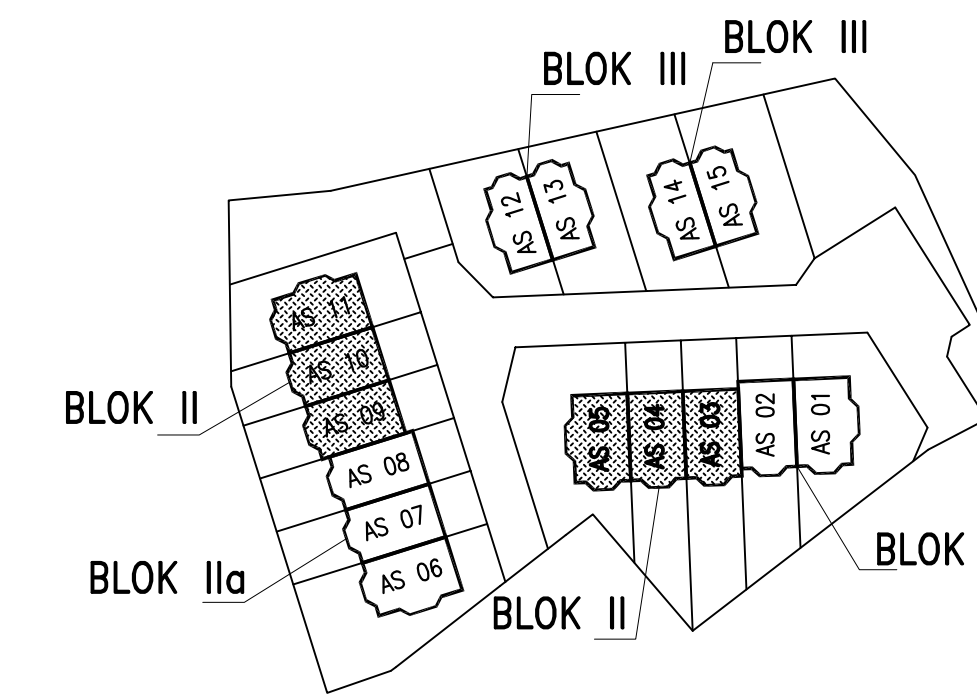 BLOK III
BLOK III
AS 12
AS 13
AS 14
AS 15
AS 11
AS 10
AS 09
BLOK II
AS 08
AS 07
AS 06
BLOK IIa
AS 05
AS 04
AS 03
AS 02
AS 01
BLOK
BLOK II